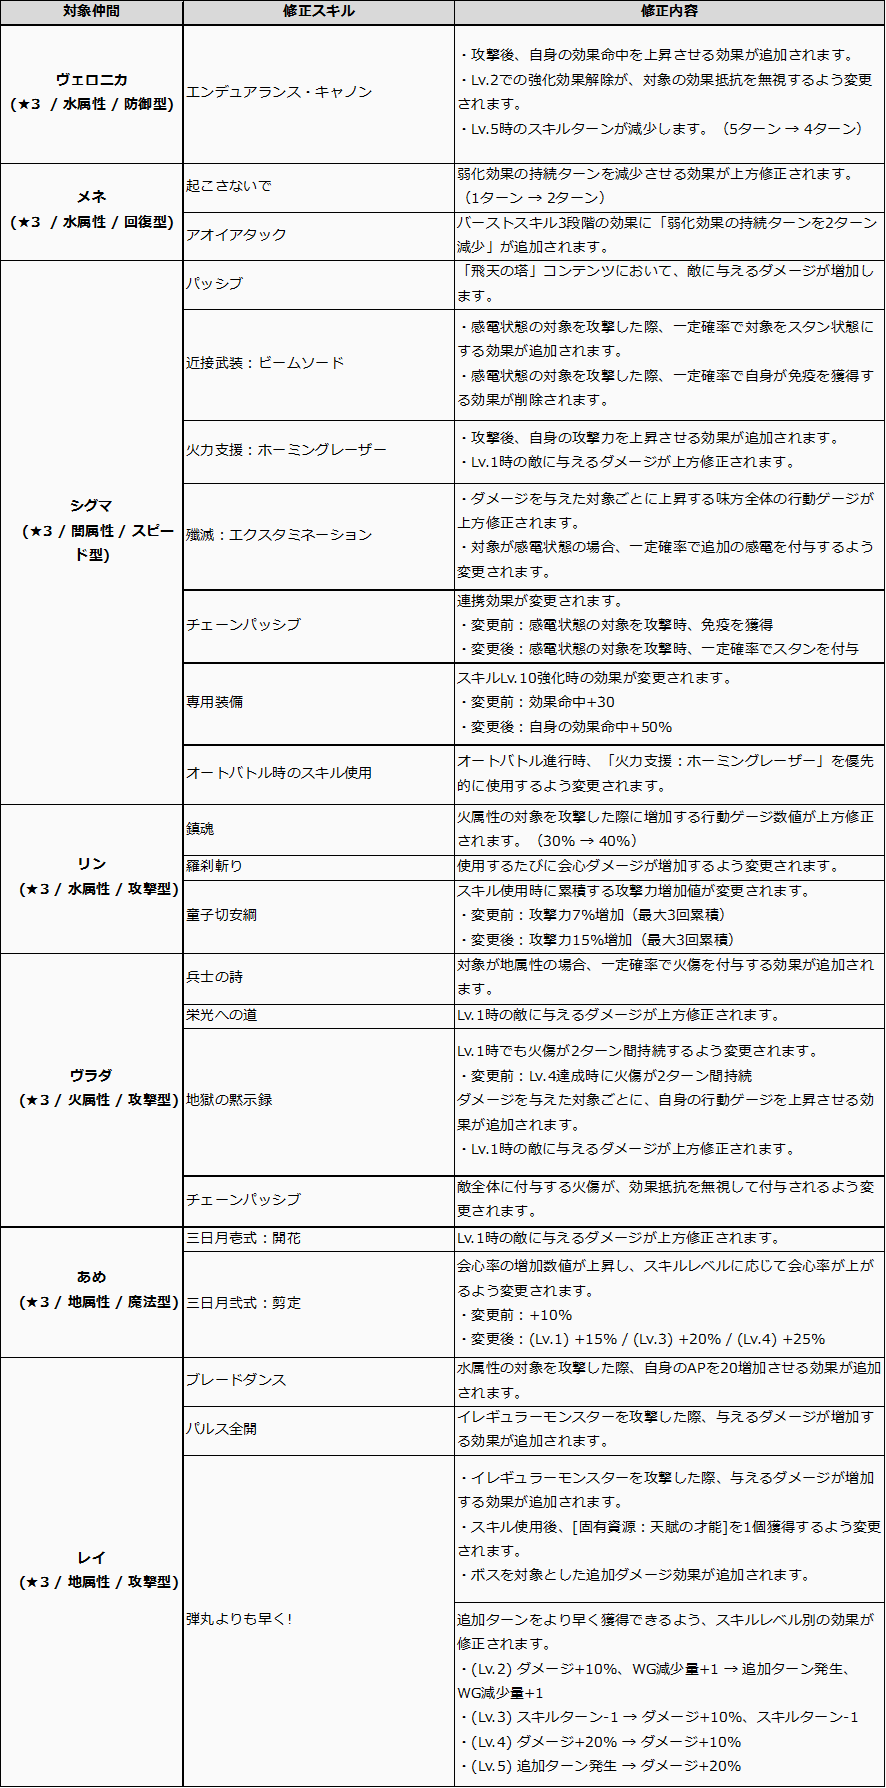 対象仲間 修正スキル 修正内容
ヴェロニカ
(★3 / 水属性 / 防御型)
エンデュアランス・キャノン
・攻撃後、自身の効果命中を上昇させる効果が追加されます。
・Lv.2での強化効果解除が、対象の効果抵抗を無視するよう変更
されます。
・Lv.5時のスキルターンが減少します。（5ターン → 4ターン）
メネ
(★3 / 水属性 / 回復型)
起こさないで
弱化効果の持続ターンを減少させる効果が上方修正されます。
（1ターン → 2ターン）
アオイアタック
バーストスキル3段階の効果に「弱化効果の持続ターンを2ターン
減少」が追加されます。
シグマ
(★3 / 闇属性 / スピー
ド型)
パッシブ
「飛天の塔」コンテンツにおいて、敵に与えるダメージが増加し
ます。
近接武装：ビームソード
・感電状態の対象を攻撃した際、一定確率で対象をスタン状態に
する効果が追加されます。
・感電状態の対象を攻撃した際、一定確率で自身が免疫を獲得す
る効果が削除されます。
火力支援：ホーミングレーザー
・攻撃後、自身の攻撃力を上昇させる効果が追加されます。
・Lv.1時の敵に与えるダメージが上方修正されます。
殲滅：エクスタミネーション
・ダメージを与えた対象ごとに上昇する味方全体の行動ゲージが
上方修正されます。
・対象が感電状態の場合、一定確率で追加の感電を付与するよう
変更されます。
チェーンパッシブ
連携効果が変更されます。
・変更前：感電状態の対象を攻撃時、免疫を獲得
・変更後：感電状態の対象を攻撃時、一定確率でスタンを付与
専用装備
スキルLv.10強化時の効果が変更されます。
・変更前：効果命中+30
・変更後：自身の効果命中+50%
オートバトル時のスキル使用
オートバトル進行時、「火力支援：ホーミングレーザー」を優先
的に使用するよう変更されます。
リン
(★3 / 水属性 / 攻撃型)
鎮魂
火属性の対象を攻撃した際に増加する行動ゲージ数値が上方修正
されます。（30% → 40%）
羅刹斬り
使用するたびに会心ダメージが増加するよう変更されます。
童子切安綱
スキル使用時に累積する攻撃力増加値が変更されます。
・変更前：攻撃力7%増加（最大3回累積）
・変更後：攻撃力15%増加（最大3回累積）
ヴラダ
(★3 / 火属性 / 攻撃型)
兵士の詩
対象が地属性の場合、一定確率で火傷を付与する効果が追加され
ます。
栄光への道
Lv.1時の敵に与えるダメージが上方修正されます。
地獄の黙示録
Lv.1時でも火傷が2ターン間持続するよう変更されます。
・変更前：Lv.4達成時に火傷が2ターン間持続
ダメージを与えた対象ごとに、自身の行動ゲージを上昇させる効
果が追加されます。
・Lv.1時の敵に与えるダメージが上方修正されます。
チェーンパッシブ
敵全体に付与する火傷が、効果抵抗を無視して付与されるよう変
更されます。
あめ
(★3 / 地属性 / 魔法型)
三日月壱式：開花
Lv.1時の敵に与えるダメージが上方修正されます。
三日月弐式：剪定
会心率の増加数値が上昇し、スキルレベルに応じて会心率が上が
るよう変更されます。
・変更前：+10%
・変更後：(Lv.1) +15% / (Lv.3) +20% / (Lv.4) +25%
レイ
(★3 / 地属性 / 攻撃型)
ブレードダンス
水属性の対象を攻撃した際、自身のAPを20増加させる効果が追加
されます。
パルス全開
イレギュラーモンスターを攻撃した際、与えるダメージが増加す
る効果が追加されます。
弾丸よりも早く!
・イレギュラーモンスターを攻撃した際、与えるダメージが増加
する効果が追加されます。
・スキル使用後、[固有資源：天賦の才能]を1個獲得するよう変更
されます。
・ボスを対象とした追加ダメージ効果が追加されます。
追加ターンをより早く獲得できるよう、スキルレベル別の効果が
修正されます。
・(Lv.2) ダメージ+10%、WG減少量+1 → 追加ターン発生、
WG減少量+1
・(Lv.3) スキルターン-1 → ダメージ+10%、スキルターン-1
・(Lv.4) ダメージ+20% → ダメージ+10%
・(Lv.5) 追加ターン発生 → ダメージ+20%